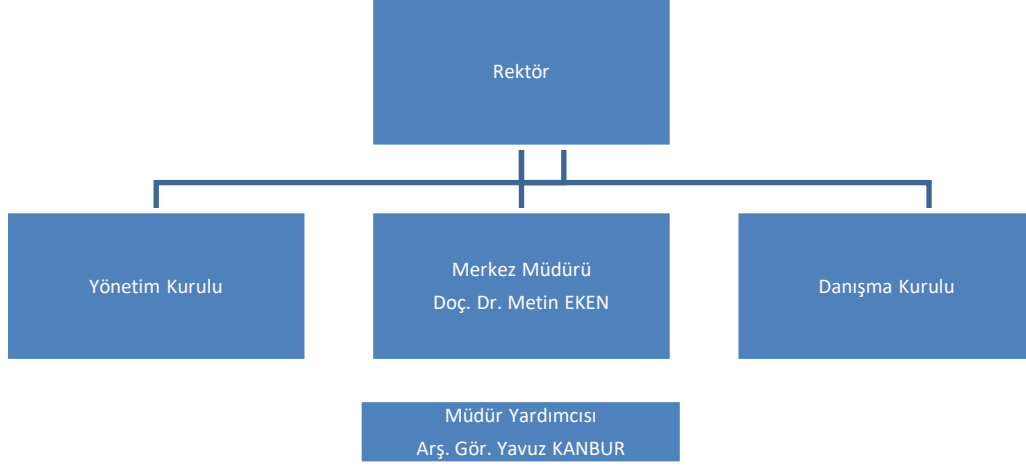 Rektör
Yönetim Kurulu
Merkez Müdürü
Doç. Dr. Metin EKEN
Danışma Kurulu
Müdür Yardımcısı
Arş. Gör. Yavuz KANBUR